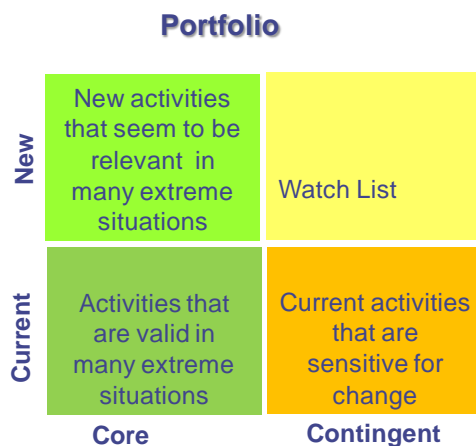 Portfolio
New
New activities
that seem to be
relevant in
many extreme
situations
Watch List
Current
Activities that
are valid in
many extreme
situations
Current activities
that are
sensitive for
change
Core
Contingent